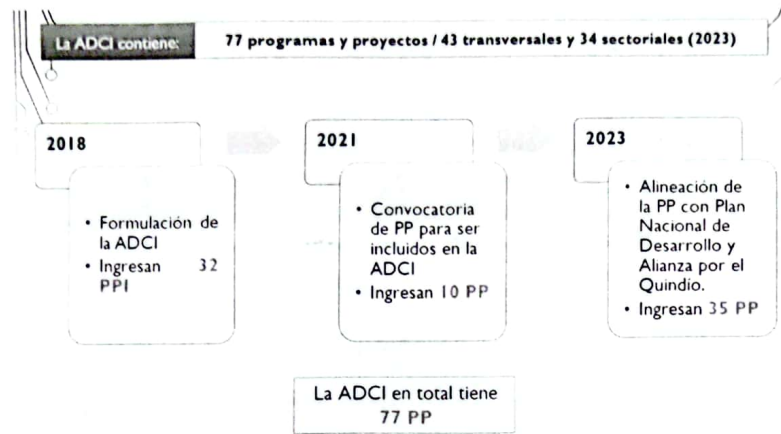 La ADCI contiene: 77 programas y proyectos / 43 transversales y 34 sectoriales (2023)
2018
• Formulación de
la ADCI
• Ingresan 32
PPI
2021
• Convocatoria
de PP para ser
incluidos en la
ADCI
• Ingresan 10 PP
2023
• Alineación de
la PP con Plan
Nacional de
Desarrollo y
Alianza por el
Quindío.
• Ingresan 35 PP
La ADCI en total tiene
77 PP